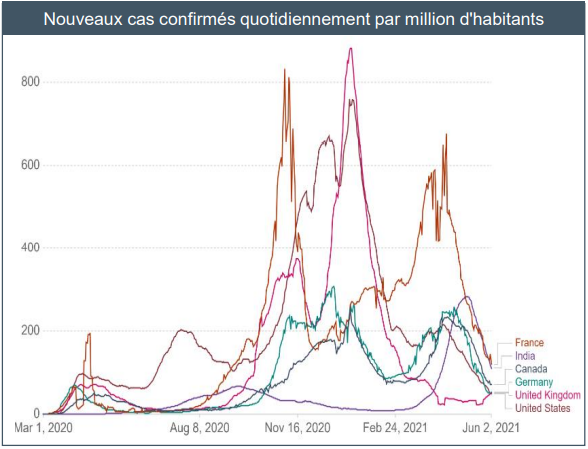 Nouveaux cas confirmés quotidiennement par million d'habitants
800
600
400
200
0
Mar 1, 2020
Aug 8, 2020
Nov 16, 2020
Feb 24, 2021
Jun 2, 2021
France
India
Canada
Germany
United Kingdom
United States